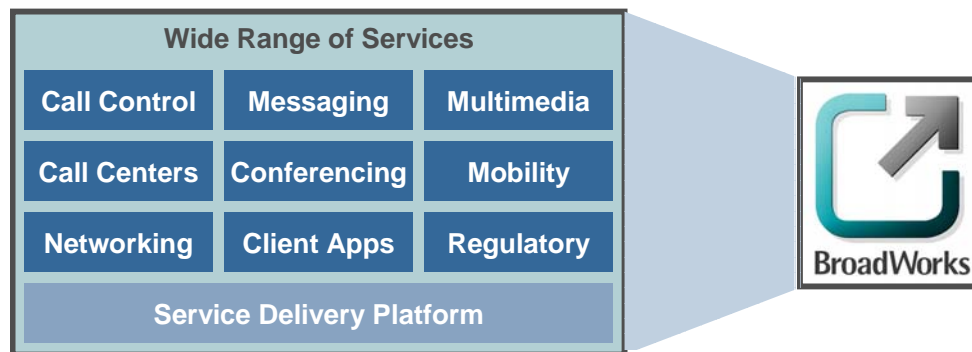 Wide Range of Services
Call Control Messaging Multimedia
Call Centers Conferencing Mobility
Networking Client Apps Regulatory
Service Delivery Platform
BroadWorks